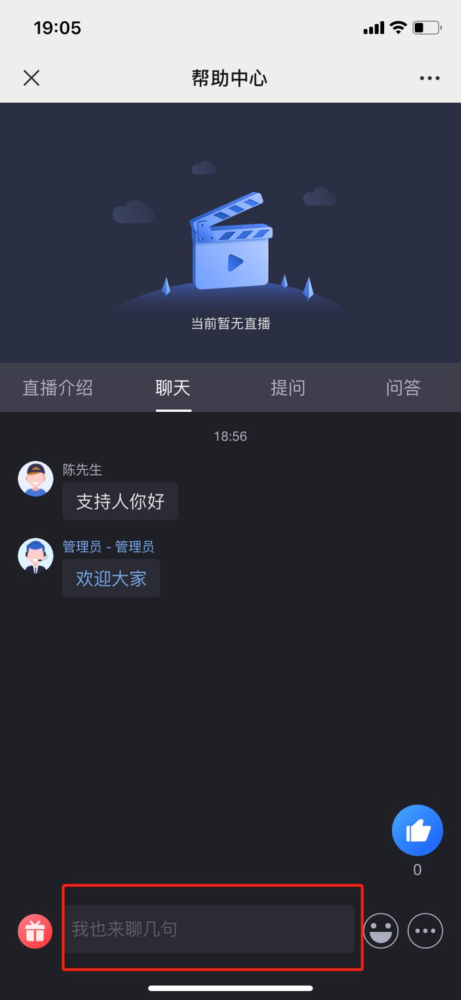 19:05
帮助中心
当前暂无直播
直播介绍 聊天 提问 问答
18:56
陈先生
支持人你好
管理员 - 管理员
欢迎大家
0
我也来聊几句